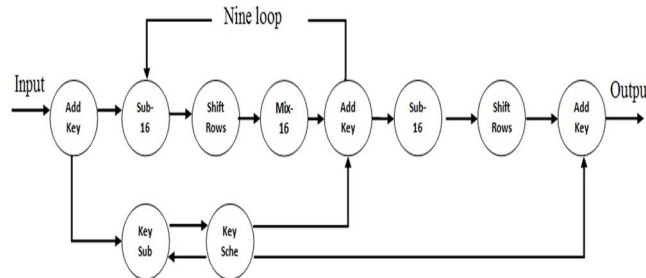 Nine loop
Input
Add
Key
Sub-
16
Shift
Rows
Mix-
16
Add
Key
Sub-
16
Shift
Rows
Add
Key
Outpu
Key
Sub
Key
Sche